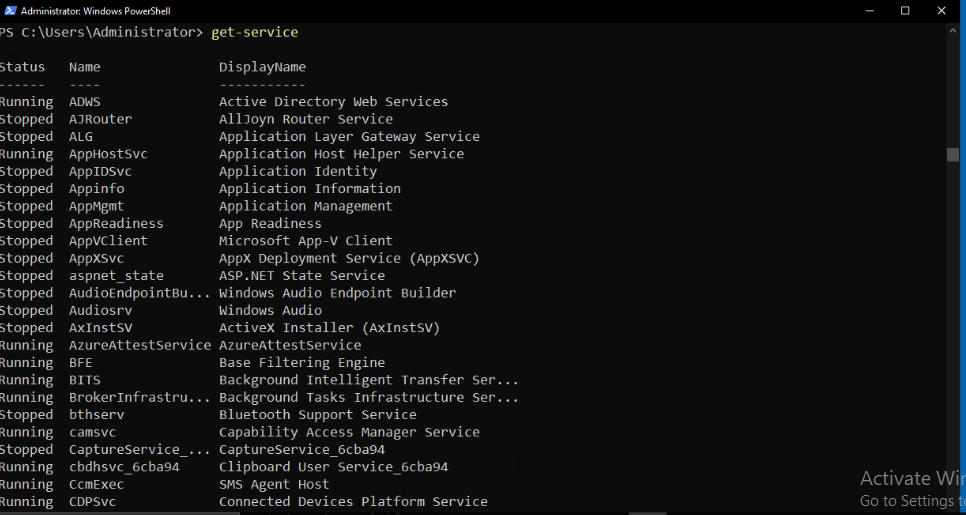 Administrator: Windows PowerShell
PS C:\Users\Administrator> get-service
Status Name DisplayName
------ ---- -----------
Running ADWS Active Directory Web Services
Stopped AJRouter AllJoyn Router Service
Stopped ALG Application Layer Gateway Service
Running AppHostSvc Application Host Helper Service
Stopped AppIDSvc Application Identity
Stopped Appinfo Application Information
Stopped AppMgmt Application Management
Stopped AppReadiness App Readiness
Stopped AppVClient Microsoft App-V Client
Stopped AppXSvc AppX Deployment Service (AppXSVC)
Stopped aspnet_state ASP.NET State Service
Stopped AudioEndpointBu... Windows Audio Endpoint Builder
Stopped Audiosrv Windows Audio
Stopped AxInstSV ActiveX Installer (AxInstSV)
Running AzureAttestService AzureAttestService
Running BFE Base Filtering Engine
Running BITS Background Intelligent Transfer Ser...
Running BrokerInfrastru... Background Tasks Infrastructure Ser...
Stopped bthserv Bluetooth Support Service
Running camsvc Capability Access Manager Service
Stopped CaptureService_... CaptureService_6cba94
Running cbdhsvc_6cba94 Clipboard User Service_6cba94
Running CcmExec SMS Agent Host
Running CDPSvc Connected Devices Platform Service
Activate Wi
Go to Settings t